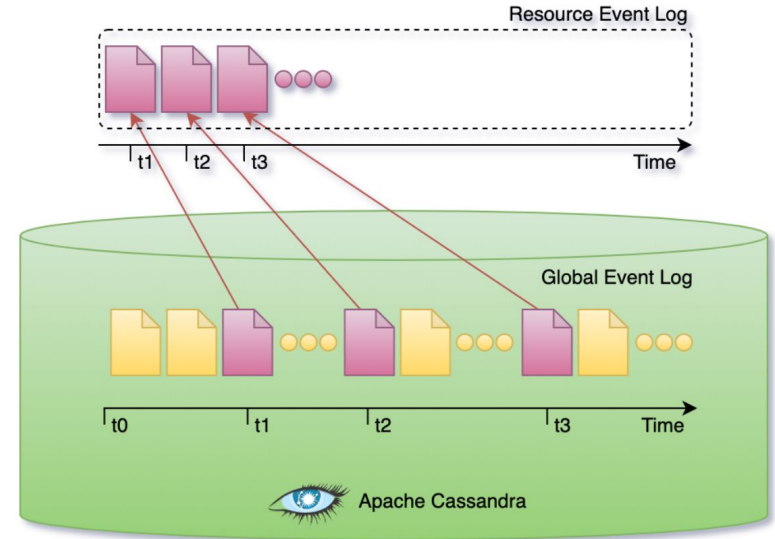 Resource Event Log
t1 t2 t3 Time
Global Event Log
t0 t1 t2 t3 Time
Apache Cassandra